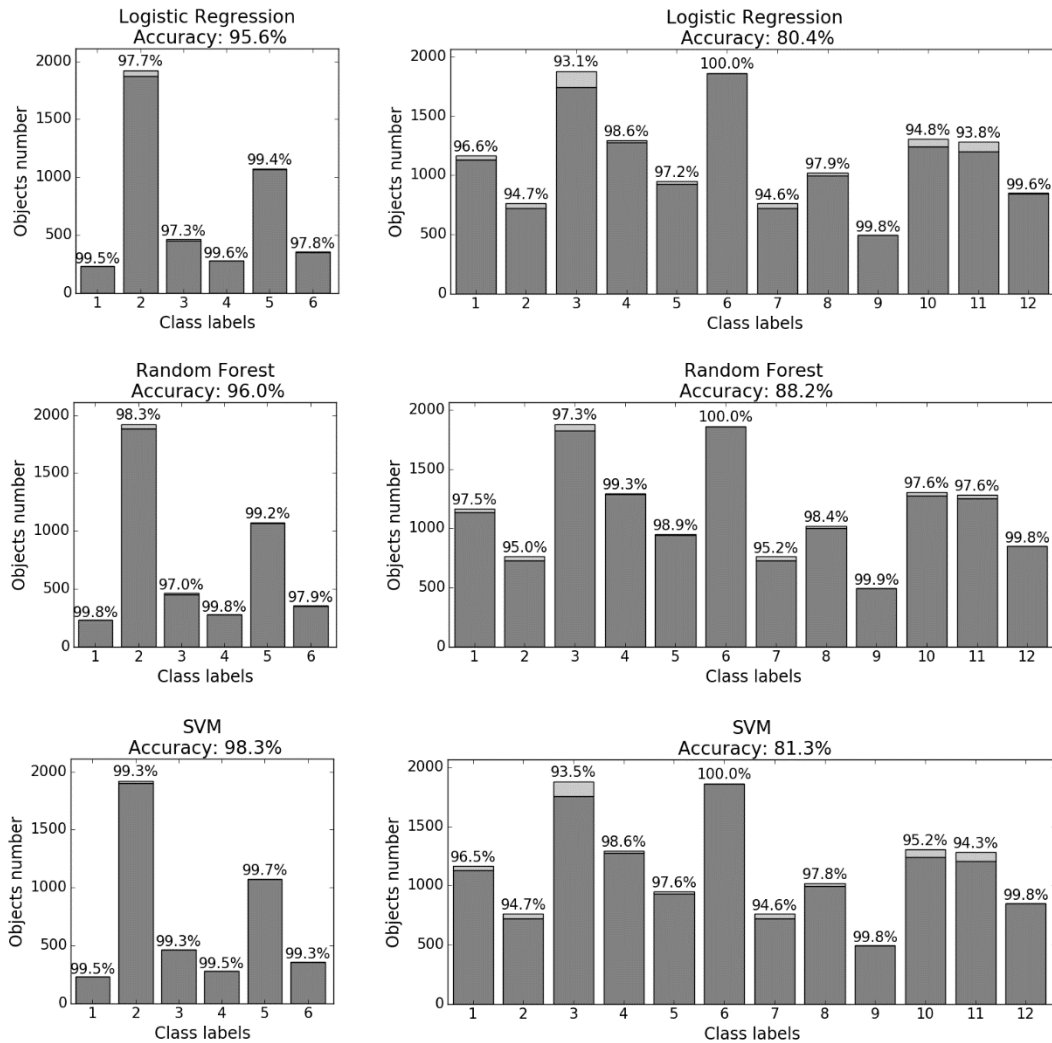 Logistic Regression
Accuracy: 95.6%
2000
1500
1000
500
0
Objects number
99.5%
97.7%
97.3%
99.6%
99.4%
97.8%
1 2 3 4 5 6
Class labels
Logistic Regression
Accuracy: 80.4%
2000
1500
1000
500
0
Objects number
96.6%
94.7%
93.1%
98.6%
97.2%
100.0%
94.6%
97.9%
99.8%
94.8%
93.8%
99.6%
1 2 3 4 5 6 7 8 9 10 11 12
Class labels
Random Forest
Accuracy: 96.0%
2000
1500
1000
500
0
Objects number
99.8%
98.3%
97.0%
99.8%
99.2%
97.9%
1 2 3 4 5 6
Class labels
Random Forest
Accuracy: 88.2%
2000
1500
1000
500
0
Objects number
97.5%
95.0%
97.3%
99.3%
98.9%
100.0%
95.2%
98.4%
99.9%
97.6%
97.6%
99.8%
1 2 3 4 5 6 7 8 9 10 11 12
Class labels
SVM
Accuracy: 98.3%
2000
1500
1000
500
0
Objects number
99.5%
99.3%
99.3%
99.5%
99.7%
99.3%
1 2 3 4 5 6
Class labels
SVM
Accuracy: 81.3%
2000
1500
1000
500
0
Objects number
96.5%
94.7%
93.5%
98.6%
97.6%
100.0%
94.6%
97.8%
99.8%
95.2%
94.3%
99.8%
1 2 3 4 5 6 7 8 9 10 11 12
Class labels